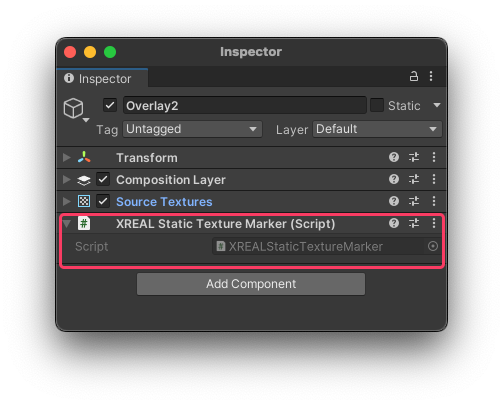 Inspector
Inspector
Overlay2 Static
Tag Untagged Layer Default
Transform
Composition Layer
Source Textures
# XREAL Static Texture Marker (Script)
Script # XREALStaticTextureMarker
Add Component